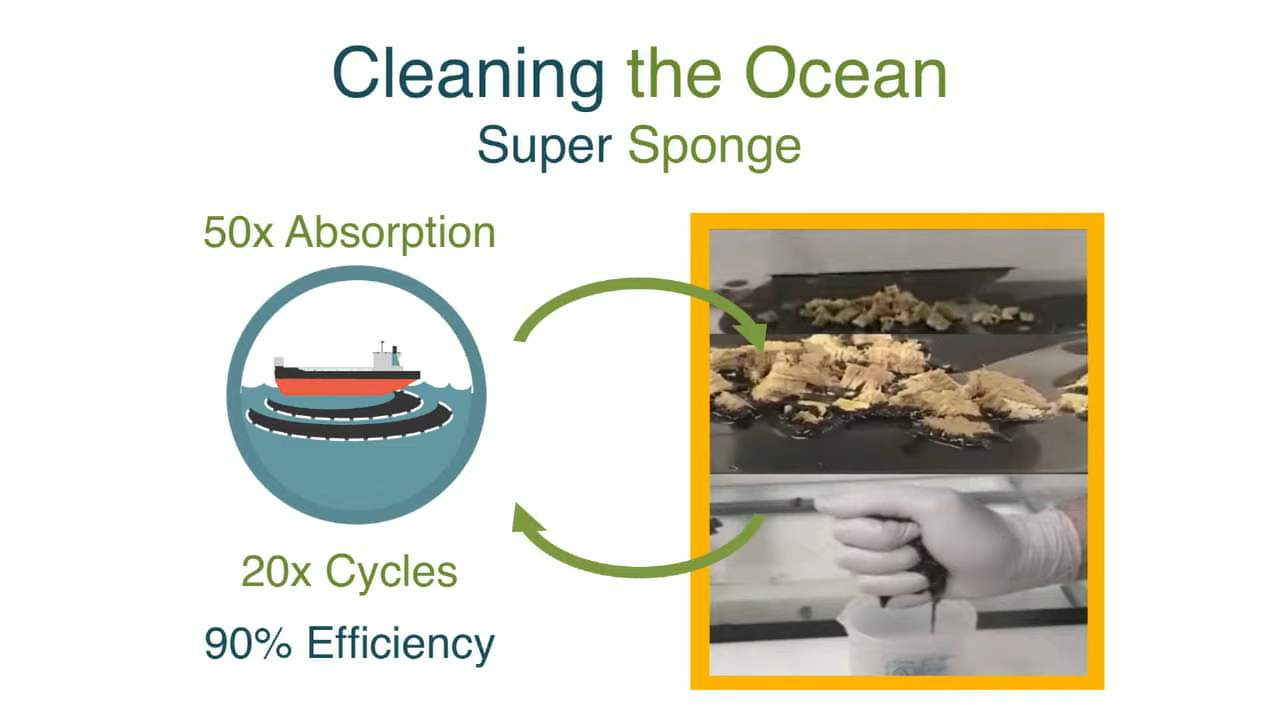 Cleaning the Ocean
Super Sponge
50x Absorption
20x Cycles
90% Efficiency